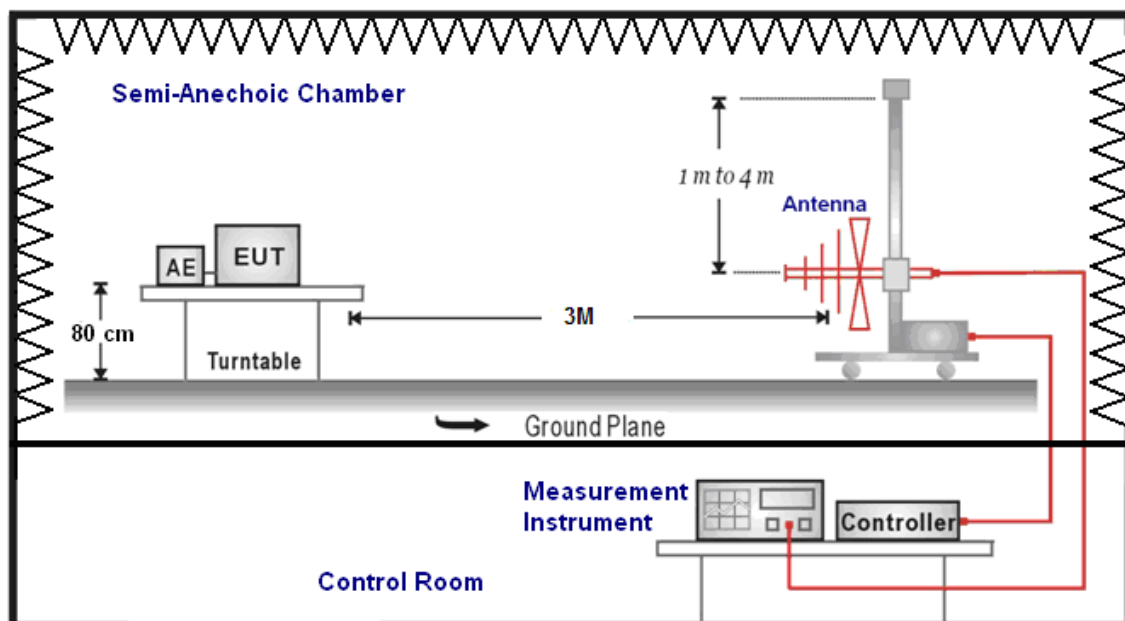 Semi-Anechoic Chamber
1 m to 4 m
Antenna
AE
EUT
80 cm
3M
Turntable
Ground Plane
Measurement
Instrument
Controller
Control Room